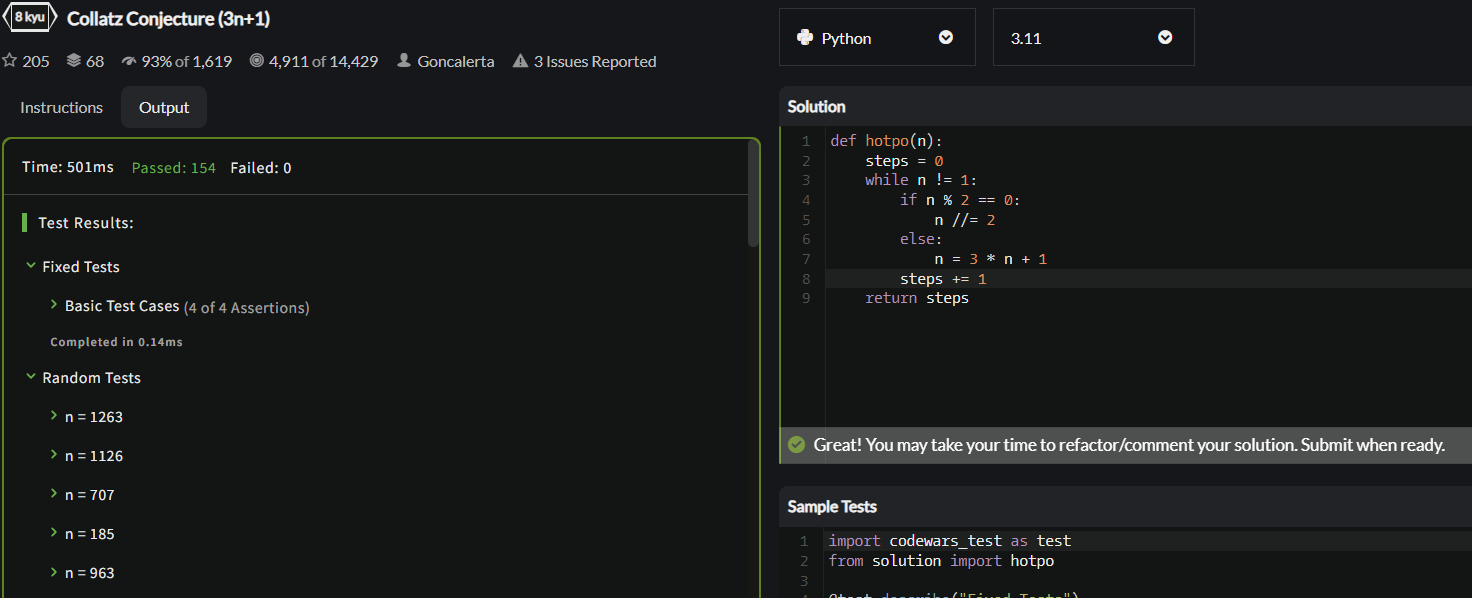 8 kyu Collatz Conjecture (3n+1)
205 68 93% of 1,619 4,911 of 14,429 Goncalerta 3 Issues Reported
Instructions Output
Time: 501ms Passed: 154 Failed: 0
Test Results:
Fixed Tests
Basic Test Cases (4 of 4 Assertions)
Completed in 0.14ms
Random Tests
n = 1263
n = 1126
n = 707
n = 185
n = 963
Python 3.11
Solution
1 def hotpo(n):
2     steps = 0
3     while n != 1:
4         if n % 2 == 0:
5             n //= 2
6         else:
7             n = 3 * n + 1
8         steps += 1
9     return steps
Great! You may take your time to refactor/comment your solution. Submit when ready.
Sample Tests
1 import codewars_test as test
2 from solution import hotpo
3
4 @test.describe("Fixed Tests")